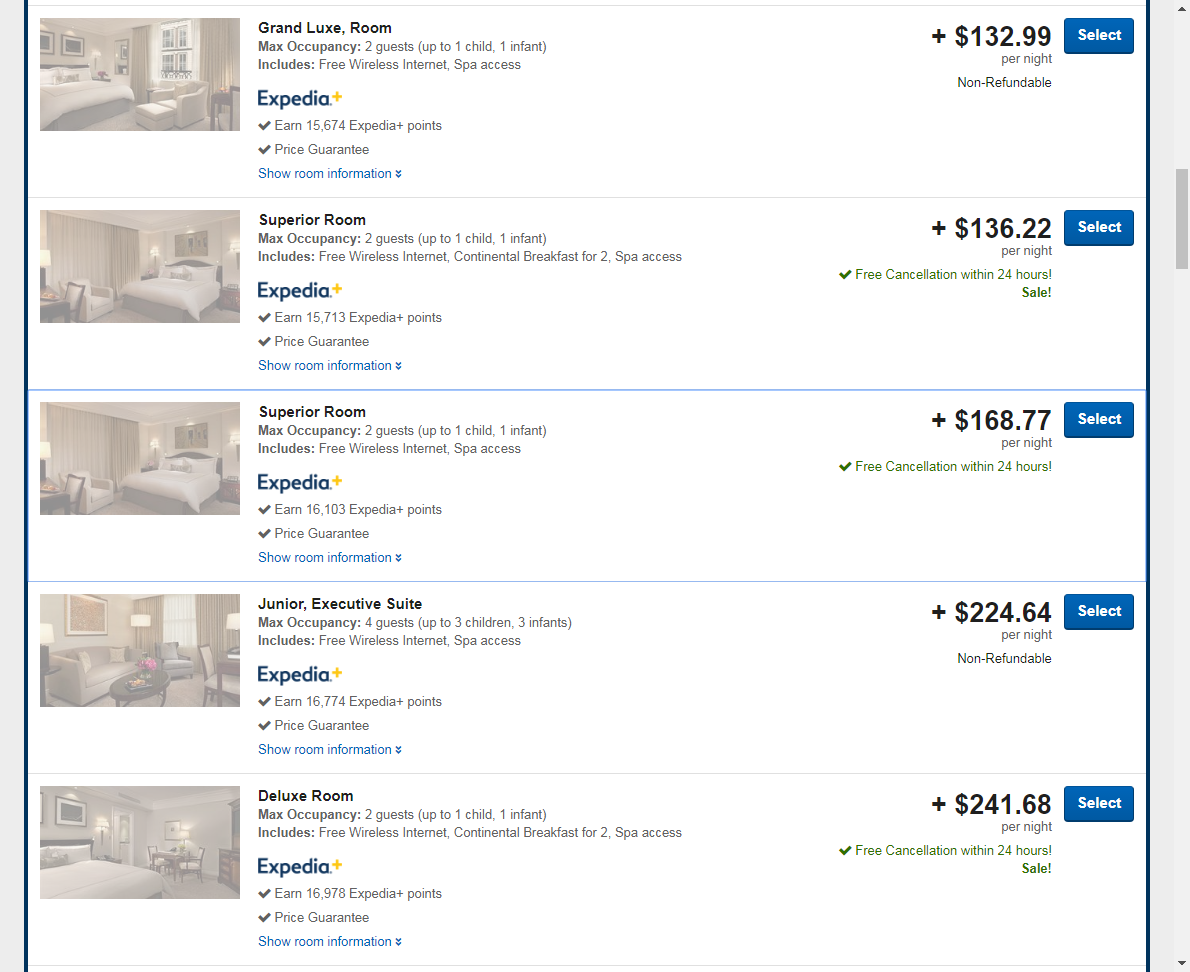 Grand Luxe, Room
+ $132.99
Select
Max Occupancy: 2 guests (up to 1 child, 1 infant)
per night
Includes: Free Wireless Internet, Spa access
Non-Refundable
Expedia.+
Earn 15,674 Expedia+ points
Price Guarantee
Show room information
Superior Room
+ $136.22
Select
Max Occupancy: 2 guests (up to 1 child, 1 infant)
per night
Includes: Free Wireless Internet, Continental Breakfast for 2, Spa access
Free Cancellation within 24 hours!
Sale!
Expedia.+
Earn 15,713 Expedia+ points
Price Guarantee
Show room information
Superior Room
+ $168.77
Select
Max Occupancy: 2 guests (up to 1 child, 1 infant)
per night
Includes: Free Wireless Internet, Spa access
Free Cancellation within 24 hours!
Expedia.+
Earn 16,103 Expedia+ points
Price Guarantee
Show room information
Junior, Executive Suite
+ $224.64
Select
Max Occupancy: 4 guests (up to 3 children, 3 infants)
per night
Includes: Free Wireless Internet, Spa access
Non-Refundable
Expedia.+
Earn 16,774 Expedia+ points
Price Guarantee
Show room information
Deluxe Room
+ $241.68
Select
Max Occupancy: 2 guests (up to 1 child, 1 infant)
per night
Includes: Free Wireless Internet, Continental Breakfast for 2, Spa access
Free Cancellation within 24 hours!
Sale!
Expedia.+
Earn 16,978 Expedia+ points
Price Guarantee
Show room information